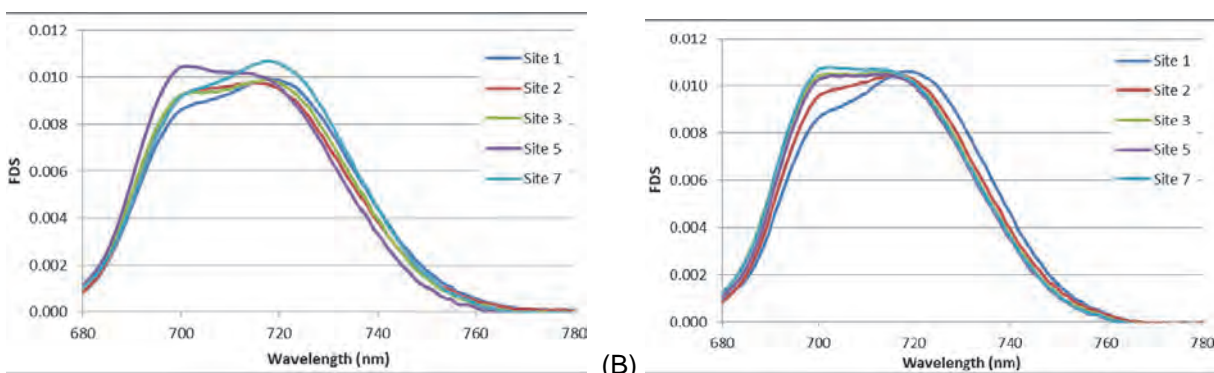 0.012
0.010
0.008
0.006
0.004
0.002
0.000
FDS
680 700 720 740 760 780
Wavelength (nm)
Site 1
Site 2
Site 3
Site 5
Site 7
(B)
0.012
0.010
0.008
0.006
0.004
0.002
0.000
FDS
680 700 720 740 760 780
Wavelength (nm)
Site 1
Site 2
Site 3
Site 5
Site 7